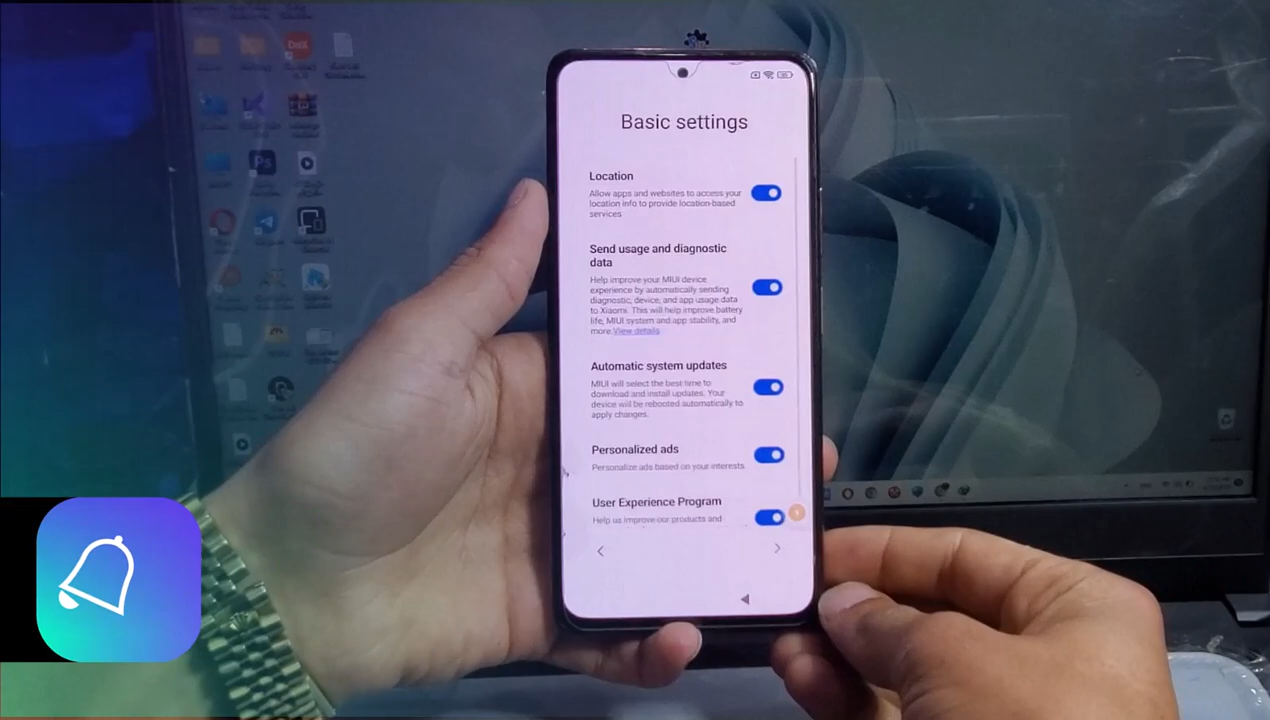 Basic settings
Location
Allow apps and websites to access your
location info to provide location-based
services
Send usage and diagnostic
data
Help improve your MIUI device
experience by automatically sending
diagnostic, device, and app usage data
to Xiaomi. This will help improve battery
life, MIUI system and app stability, and
more.View details
Automatic system updates
MIUI will select the best time to
download and install updates. Your
device will be rebooted automatically to
apply changes.
Personalized ads
Personalize ads based on your interests.
User Experience Program
Help us improve our products and
Ps